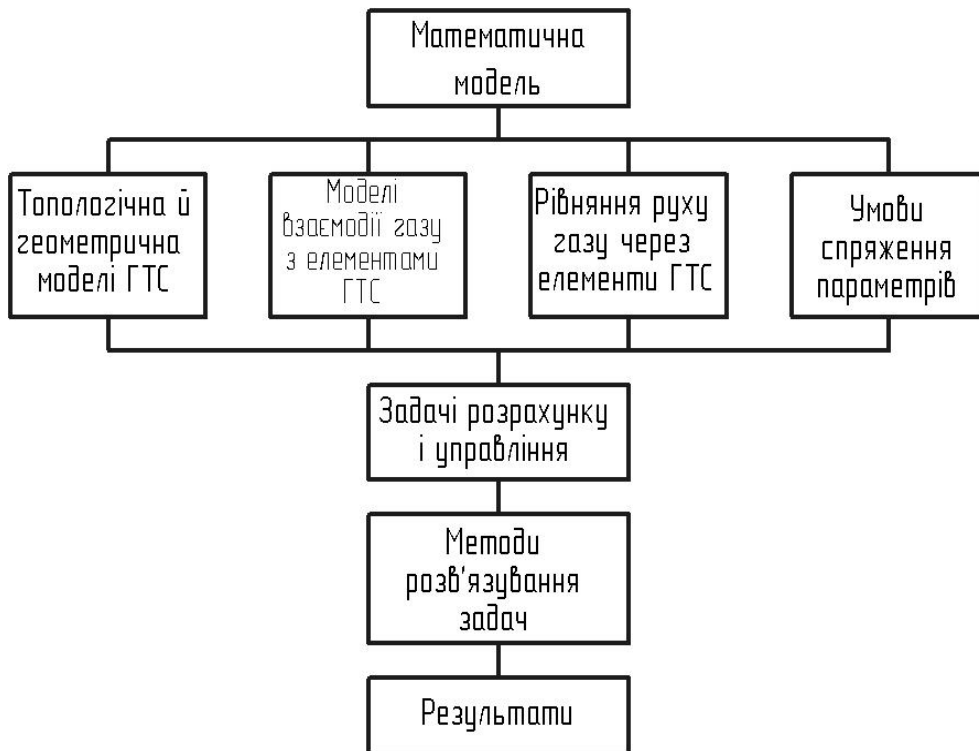 Математична
модель
Топологічна й
геометрична
моделі ГТС
Моделі
взаємодії газу
з елементами
ГТС
Рівняння руху
газу через
елементи ГТС
Умови
спряження
параметрів
Задачі розрахунку
і управління
Методи
розв'язування
задач
Результати